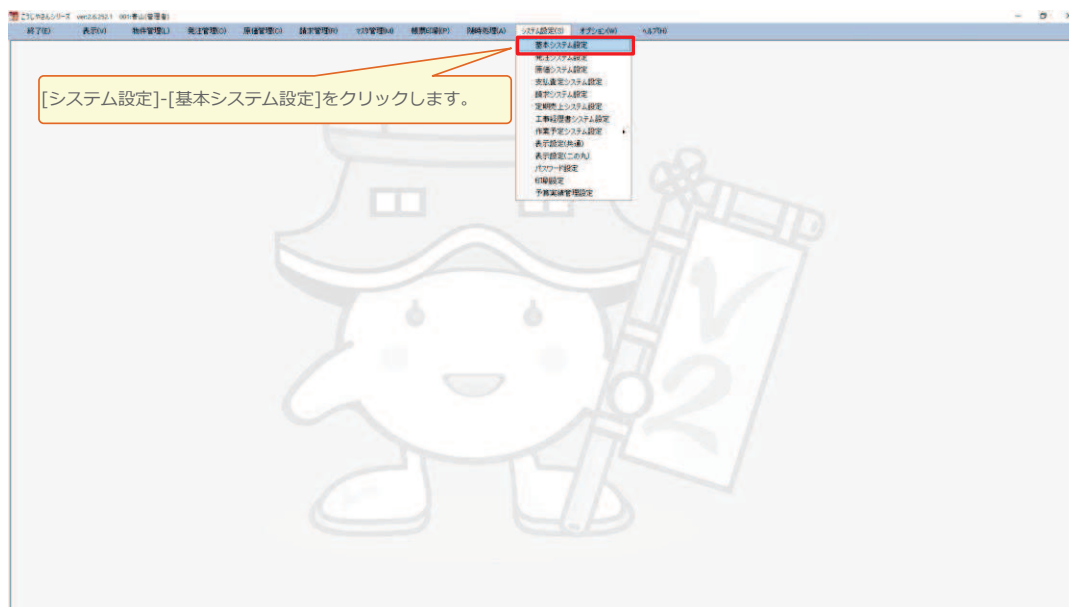 こうじやさんシリーズ ver.2.6.252.1 001:青山(管理者)
終了(E) 表示(V) 物件管理(L) 発注管理(O) 原価管理(C) 請求管理(R) マスタ管理(M) 帳票印刷(P) 随時処理(A) システム設定(S) オプション(W) ヘルプ(H)
基本システム設定
発注システム設定
原価システム設定
支払査定システム設定
[システム設定]-[基本システム設定]をクリックします。
請求システム設定
定期売上システム設定
工事経歴書システム設定
作業予定システム設定
表示設定(共通)
表示設定(二の丸)
パスワード設定
印刷設定
予算実績管理設定
V2